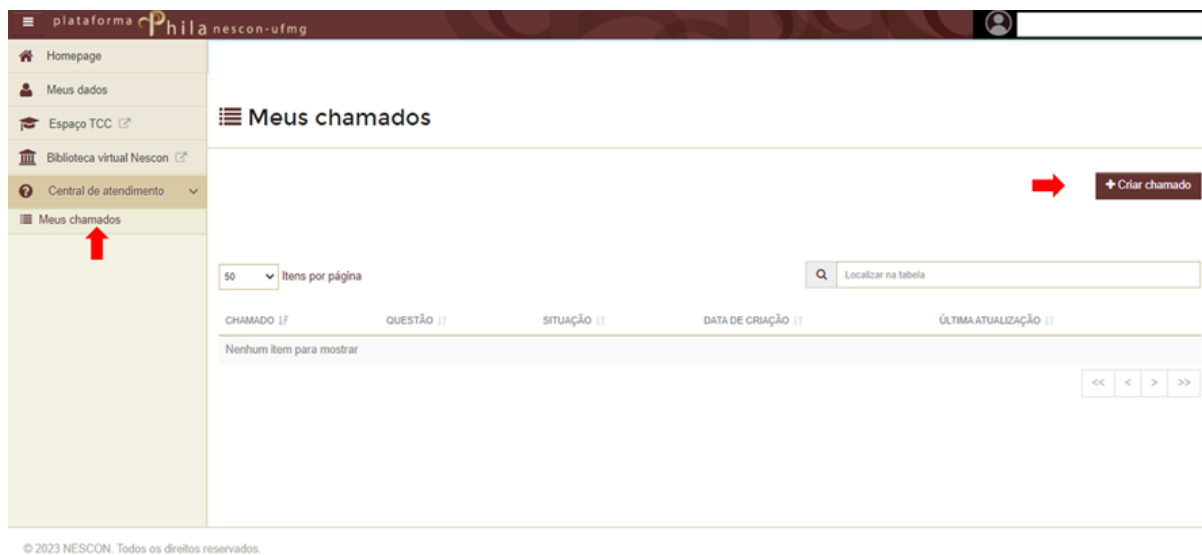 plataforma Phila nescon-ufmg
Homepage
Meus dados
Espaço TCC
Biblioteca virtual Nescon
Central de atendimento
Meus chamados
Meus chamados
+ Criar chamado
50 Itens por página
Localizar na tabela
CHAMADO QUESTÃO SITUAÇÃO DATA DE CRIAÇÃO ÚLTIMA ATUALIZAÇÃO
Nenhum item para mostrar
<< < > >>
© 2023 NESCON. Todos os direitos reservados.